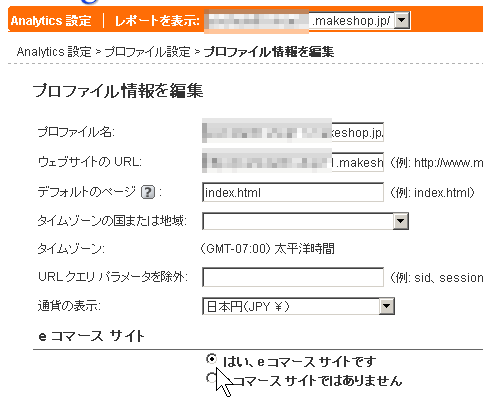 Analytics 設定 | レポートを表示: .makeshop.jp/
Analytics 設定 > プロファイル設定 > プロファイル情報を編集
プロファイル情報を編集
プロファイル名: keshop.jp/
ウェブサイトの URL: .makesh (例: http://www.m
デフォルトのページ ? : index.html (例: index.html)
タイムゾーンの国または地域:
タイムゾーン: (GMT-07:00) 太平洋時間
URL クエリ パラメータを除外: (例: sid、session
通貨の表示: 日本円(JPY ¥)
e コマース サイト
はい、e コマース サイトです
コマース サイトではありません